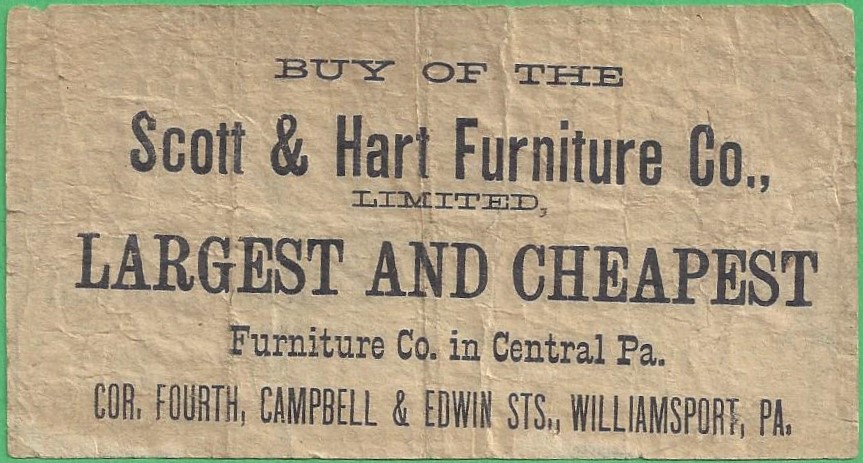 BUY OF THE
Scott & Hart Furniture Co.,
LIMITED,
LARGEST AND CHEAPEST
Furniture Co. in Central Pa.
COR. FOURTH, CAMPBELL & EDWIN STS., WILLIAMSPORT, PA.